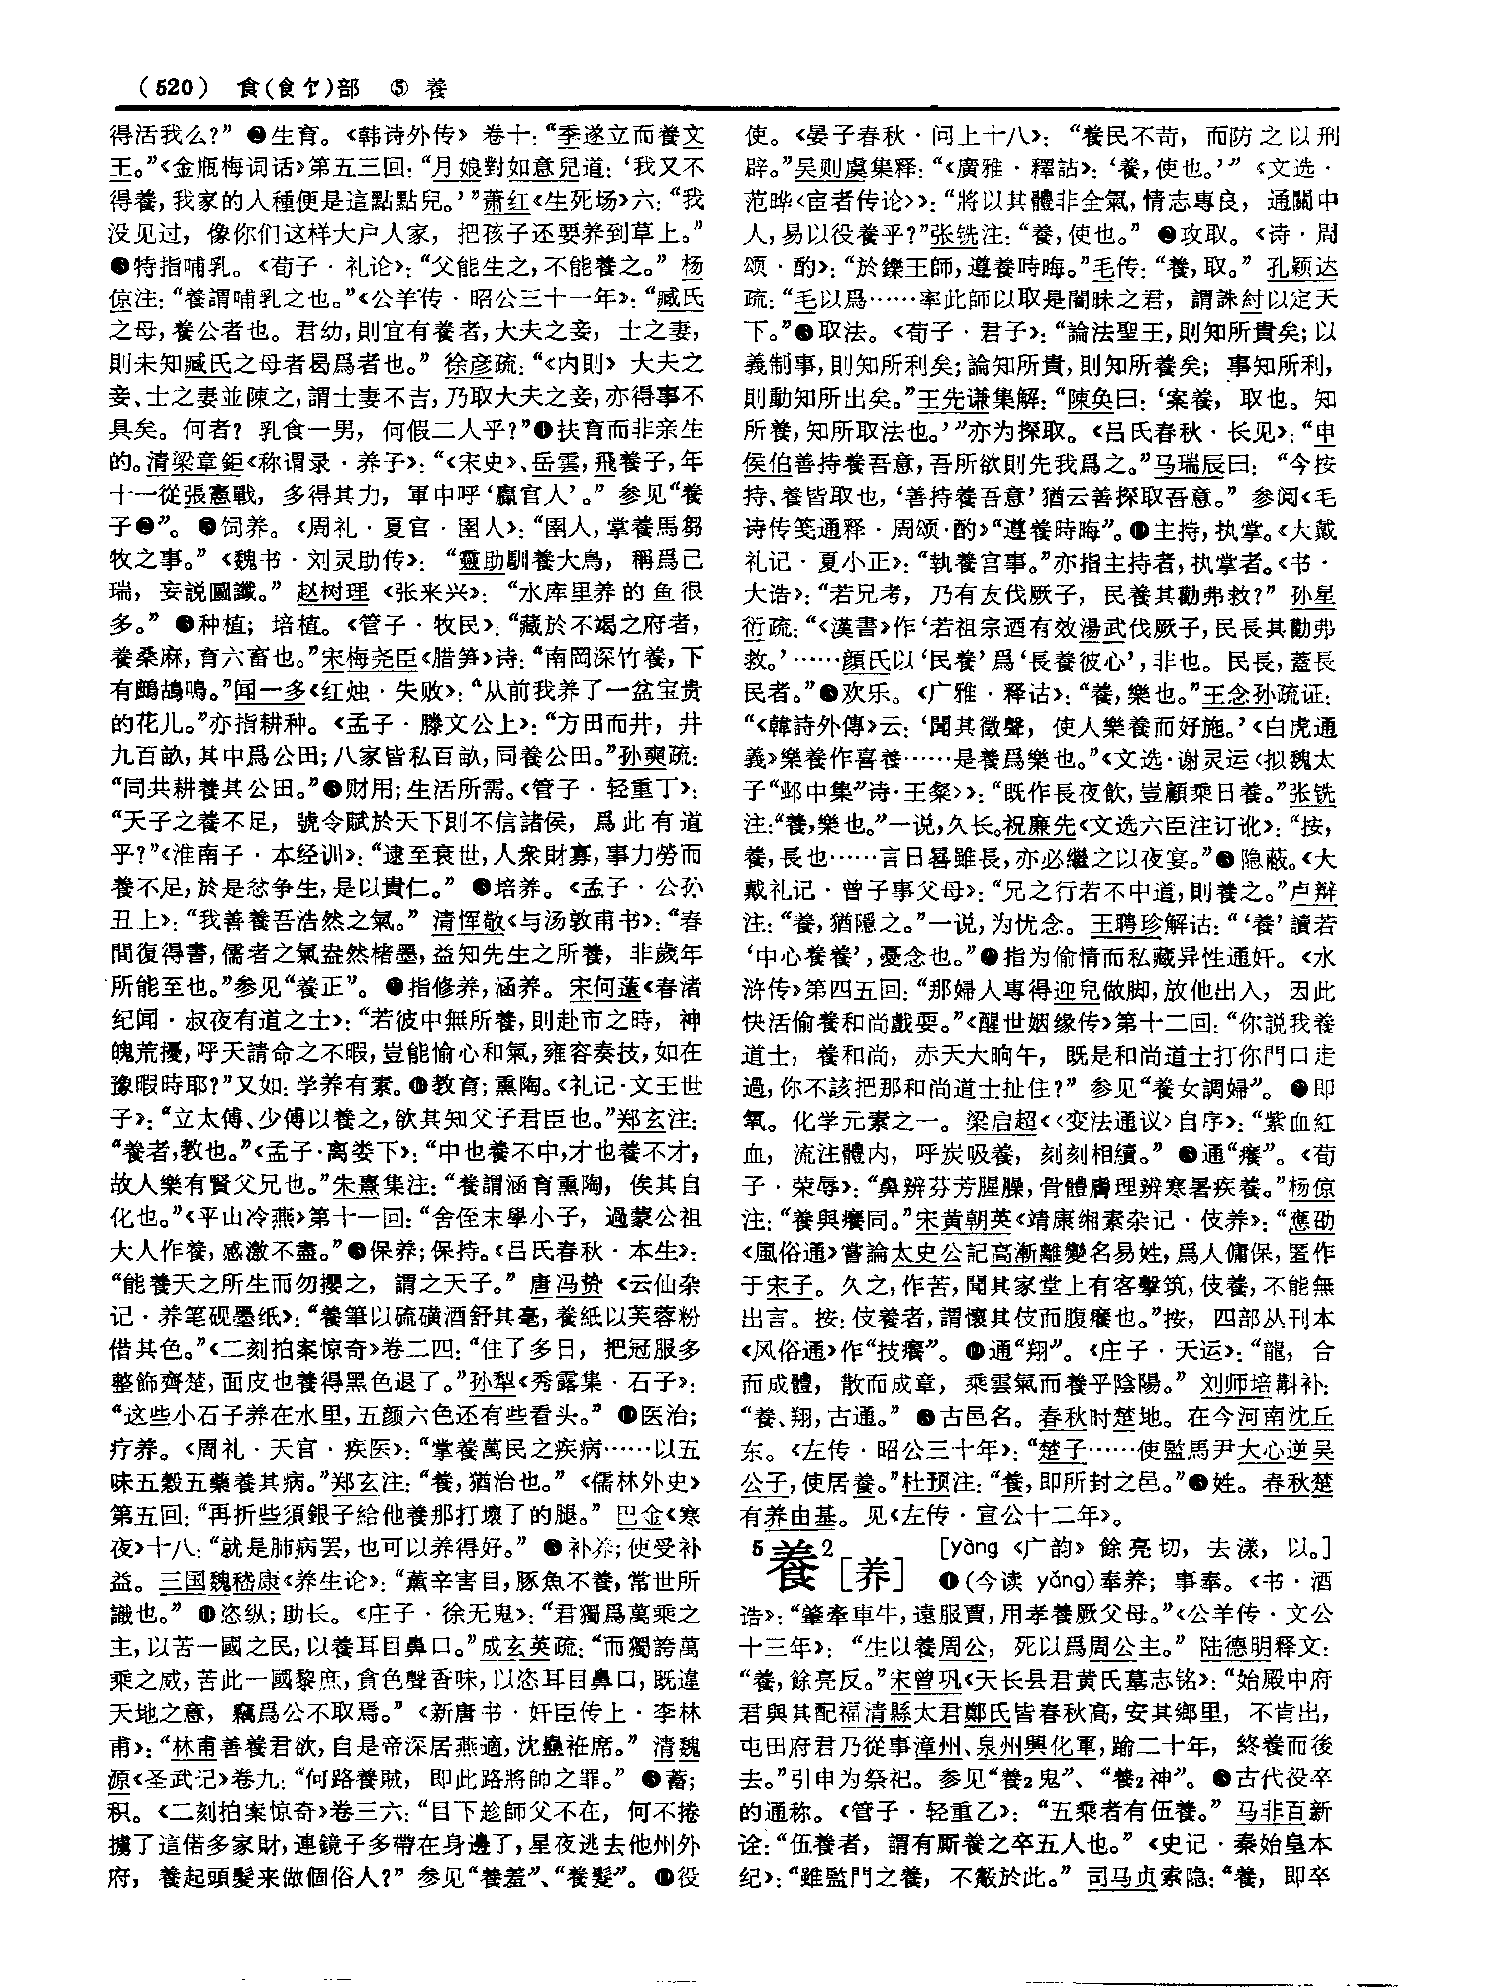 （520） 食（飠饣）部 ⑤ 養
得活我么?”❷生育。《韩诗外传》卷十：“季遂立而養文
王。”《金瓶梅词话》第五三回：“月娘對如意兒道：‘我又不
得養，我家的人種便是這點點兒。’”萧红《生死场》六：“我
没见过，像你们这样大户人家，把孩子还要养到草上。”
❸特指哺乳。《荀子·礼论》：“父能生之，不能養之。”杨
倞注：“養謂哺乳之也。”《公羊传·昭公三十一年》：“臧氏
之母，養公者也。君幼，則宜有養者，大夫之妾，士之妻，
則未知臧氏之母者曷爲者也。”徐彦疏：“《内則》大夫之
妾、士之妻並陳之，謂士妻不吉，乃取大夫之妾，亦得事不
具矣。何者？乳食一男，何假二人乎?”❹扶育而非亲生
的。清梁章鉅《称谓录·养子》：“《宋史》、岳雲，飛養子，年
十一從張憲戰，多得其力，軍中呼‘贏官人’。”参见“養
子❷”。❺饲养。《周礼·夏官·圉人》：“圉人，掌養馬芻
牧之事。”《魏书·刘灵助传》：“靈助馴養大鳥，稱爲己
瑞，妄説圖讖。”赵树理《张来兴》：“水库里养的鱼很
多。”❻种植；培植。《管子·牧民》：“藏於不竭之府者，
養桑麻，育六畜也。”宋梅尧臣《腊笋》诗：“南岡深竹養，下
有鷓鴣鳴。”闻一多《红烛·失败》：“从前我养了一盆宝贵
的花儿。”亦指耕种。《孟子·滕文公上》：“方田而井，井
九百畝，其中爲公田；八家皆私百畝，同養公田。”孙奭疏：
“同共耕養其公田。”❼财用；生活所需。《管子·轻重丁》：
“天子之養不足，號令賦於天下則不信諸侯，爲此有道
乎?”《淮南子·本经训》：“逮至衰世，人衆財寡，事力勞而
養不足，於是忿争生，是以貴仁。”❽培养。《孟子·公孙
丑上》：“我善養吾浩然之氣。”清恽敬《与汤敦甫书》：“春
間復得書，儒者之氣盎然楮墨，益知先生之所養，非歲年
所能至也。”参见“養正”。❾指修养，涵养。宋何薳《春渚
纪闻·叔夜有道之士》：“若彼中無所養，則赴市之時，神
魄荒擾，呼天請命之不暇，豈能愉心和氣，雍容奏技，如在
豫暇時耶?”又如：学养有素。❿教育；熏陶。《礼记·文王世
子》：“立太傅、少傅以養之，欲其知父子君臣也。”郑玄注：
“養者，教也。”《孟子·离娄下》：“中也養不中，才也養不才，
故人樂有賢父兄也。”朱熹集注：“養謂涵育熏陶，俟其自
化也。”《平山冷燕》第十一回：“舍侄末學小子，過蒙公祖
大人作養，感激不盡。”⓫保养；保持。《吕氏春秋·本生》：
“能養天之所生而勿攖之，謂之天子。”唐冯贽《云仙杂
记·养笔砚墨纸》：“養筆以硫磺酒舒其毫，養紙以芙蓉粉
借其色。”《二刻拍案惊奇》卷二四：“住了多日，把冠服多
整飾齊楚，面皮也養得黑色退了。”孙犁《秀露集·石子》：
“这些小石子养在水里，五颜六色还有些看头。”⓬医治；
疗养。《周礼·天官·疾医》：“掌養萬民之疾病……以五
味五穀五藥養其病。”郑玄注：“養，猶治也。”《儒林外史》
第五回：“再折些須銀子給他養那打壞了的腿。”巴金《寒
夜》十八：“就是肺病罢，也可以养得好。”⓭补养；使受补
益。三国魏嵇康《养生论》：“薰辛害目，豚魚不養，常世所
識也。”⓮恣纵；助长。《庄子·徐无鬼》：“君獨爲萬乘之
主，以苦一國之民，以養耳目鼻口。”成玄英疏：“而獨誇萬
乘之威，苦此一國黎庶，貪色聲香味，以恣耳目鼻口，既違
天地之意，竊爲公不取焉。”《新唐书·奸臣传上·李林
甫》：“林甫善養君欲，自是帝深居燕適，沈蠱衽席。”清魏
源《圣武记》卷九：“何路養賊，即此路將帥之罪。”⓯蓄；
积。《二刻拍案惊奇》卷三六：“目下趁師父不在，何不捲
擄了這偌多家財，連鏡子多帶在身邊了，星夜逃去他州外
府，養起頭髮来做個俗人?”参见“養羞”、“養髮”。⓰役
使。《晏子春秋·问上十八》：“養民不苛，而防之以刑
辟。”吴则虞集释：“《廣雅·釋詁》：‘養，使也。’”《文选·
范晔〈宦者传论〉》：“將以其體非全氣，情志專良，通關中
人，易以役養乎?”张铣注：“養，使也。”⓱攻取。《诗·周
颂·酌》：“於鑠王師，遵養時晦。”毛传：“養，取。”孔颖达
疏：“毛以爲……率此師以取是闇昧之君，謂誅紂以定天
下。”⓲取法。《荀子·君子》：“論法聖王，則知所貴矣；以
義制事，則知所利矣；論知所貴，則知所養矣；事知所利，
則動知所出矣。”王先谦集解：“陳奂曰：‘案養，取也。知
所養，知所取法也。’”亦为探取。《吕氏春秋·长见》：“申
侯伯善持養吾意，吾所欲則先我爲之。”马瑞辰曰：“今按
持、養皆取也，‘善持養吾意’猶云善探取吾意。”参阅《毛
诗传笺通释·周颂·酌》“遵養時晦”。⓳主持，执掌。《大戴
礼记·夏小正》：“執養宫事。”亦指主持者，执掌者。《书·
大诰》：“若兄考，乃有友伐厥子，民養其勸弗救?”孙星
衍疏：“《漢書》作‘若祖宗迺有效湯武伐厥子，民長其勸弗
救。’……顔氏以‘民養’爲‘長養彼心’，非也。民長，蓋長
民者。”⓴欢乐。《广雅·释诂》：“養，樂也。”王念孙疏证：
“《韓詩外傳》云：‘聞其徵聲，使人樂養而好施。’《白虎通
義》樂養作喜養……是養爲樂也。”《文选·谢灵运〈拟魏太
子“邺中集”诗·王粲〉》：“既作長夜飲，豈顧乘日養。”张铣
注：“養，樂也。”一说，久长。祝廉先《文选六臣注订讹》：“按，
養，長也……言日晷雖長，亦必繼之以夜宴。”㉑隐蔽。《大
戴礼记·曾子事父母》：“兄之行若不中道，則養之。”卢辩
注：“養，猶隱之。”一说，为忧念。王聘珍解诂：“‘養’讀若
‘中心養養’，憂念也。”㉒指为偷情而私藏异性通奸。《水
浒传》第四五回：“那婦人專得迎兒做脚，放他出入，因此
快活偷養和尚戲耍。”《醒世姻缘传》第十二回：“你説我養
道士，養和尚，赤天大晌午，既是和尚道士打你門口走
過，你不該把那和尚道士扯住?”参见“養女調婦”。㉓即
氧。化学元素之一。梁启超《〈变法通议〉自序》：“紫血紅
血，流注體内，呼炭吸養，刻刻相續。”㉔通“癢”。《荀
子·荣辱》：“鼻辨芬芳腥臊，骨體膚理辨寒暑疾養。”杨倞
注：“養與癢同。”宋黄朝英《靖康缃素杂记·伎养》：“應劭
《風俗通》嘗論太史公記高漸離變名易姓，爲人傭保，匿作
于宋子。久之，作苦，聞其家堂上有客擊筑，伎養，不能無
出言。按：伎養者，謂懷其伎而腹癢也。”按，四部丛刊本
《风俗通》作“技癢”。㉕通“翔”。《庄子·天运》：“龍，合
而成體，散而成章，乘雲氣而養乎陰陽。”刘师培斠补：
“養、翔，古通。”㉖古邑名。春秋时楚地。在今河南沈丘
东。《左传·昭公三十年》：“楚子……使監馬尹大心逆吴
公子，使居養。”杜预注：“養，即所封之邑。”㉗姓。春秋楚
有养由基。见《左传·宣公十二年》。
5養2［养］ ［yàng《广韵》餘亮切，去漾，以。］
❶（今读yǎng）奉养；事奉。《书·酒
诰》：“肇牽車牛，遠服賈，用孝養厥父母。”《公羊传·文公
十三年》：“生以養周公，死以爲周公主。”陆德明释文：
“養，餘亮反。”宋曾巩《天长县君黄氏墓志铭》：“始殿中府
君與其配福清縣太君鄭氏皆春秋高，安其鄉里，不肯出，
屯田府君乃從事漳州、泉州興化軍，踰二十年，終養而後
去。”引申为祭祀。参见“養2鬼”、“養2神”。❷古代役卒
的通称。《管子·轻重乙》：“五乘者有伍養。”马非百新
诠：“伍養者，謂有厮養之卒五人也。”《史记·秦始皇本
纪》：“雖監門之養，不觳於此。”司马贞索隐：“養，即卒